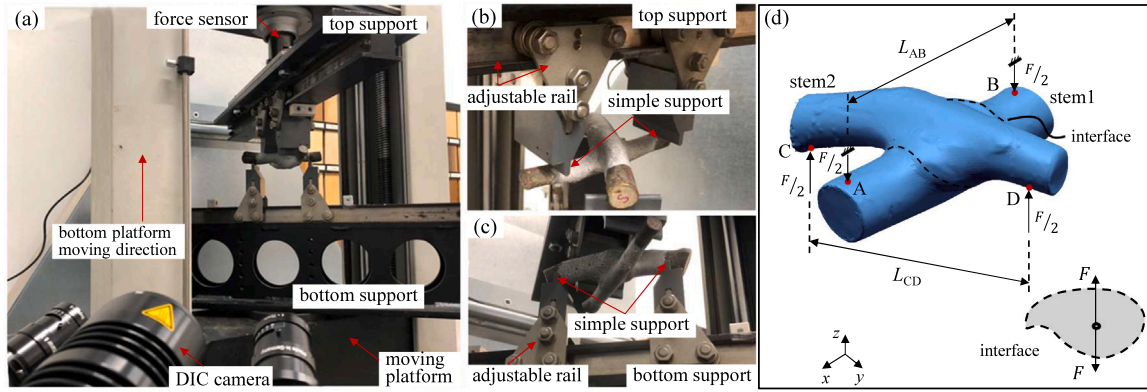 (a)
force sensor
top support
bottom platform
moving direction
bottom support
DIC camera
moving
platform
(b)
top support
adjustable rail
simple support
S
(c)
simple support
adjustable rail
bottom support
(d)
L_AB
F/2
B
stem2
stem1
interface
C
F/2
A
F/2
D
F/2
L_CD
F
interface
F
z
x
y